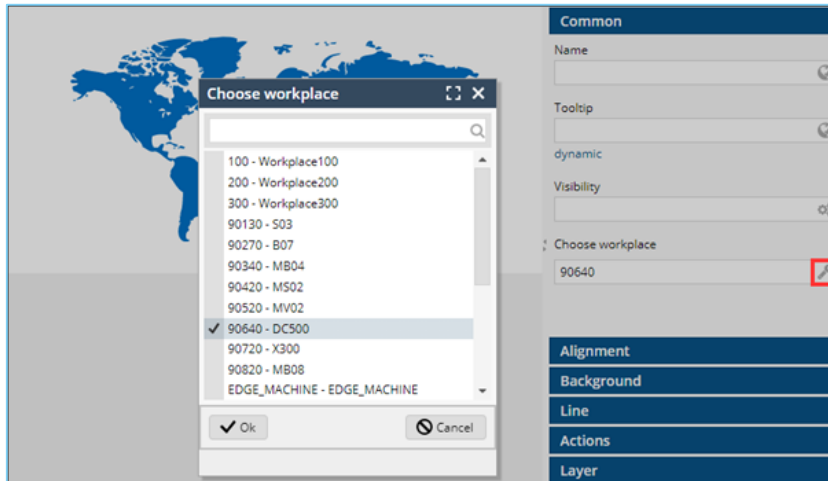 Choose workplace
100 - Workplace100
200 - Workplace200
300 - Workplace300
90130 - S03
90270 - B07
90340 - MB04
90420 - MS02
90520 - MV02
90640 - DC500
90720 - X300
90820 - MB08
EDGE_MACHINE - EDGE_MACHINE
Ok
Cancel
Common
Name
Tooltip
dynamic
Visibility
Choose workplace
90640
Alignment
Background
Line
Actions
Layer